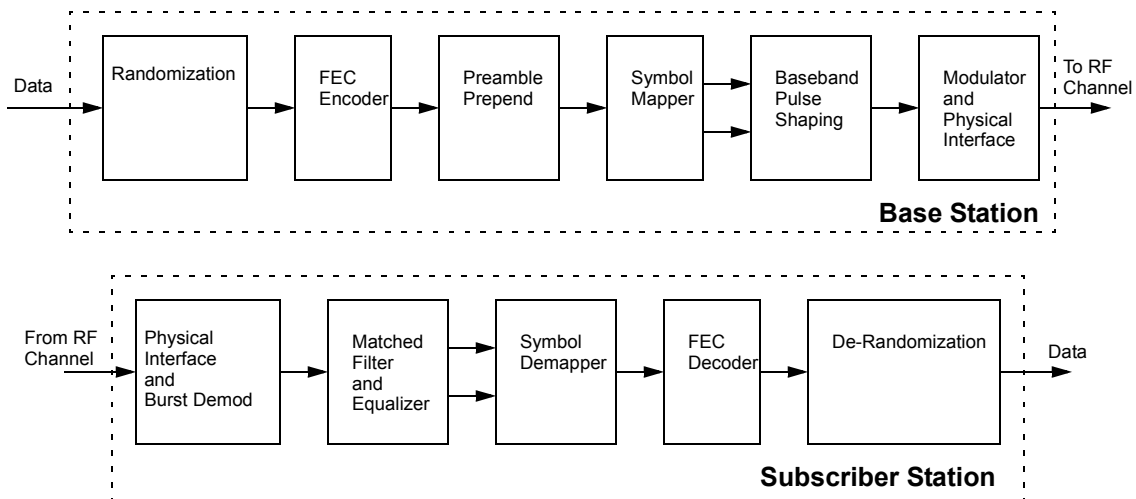 Data
Randomization
FEC
Encoder
Preamble
Prepend
Symbol
Mapper
Baseband
Pulse
Shaping
Modulator
and
Physical
Interface
To RF
Channel
Base Station
From RF
Channel
Physical
Interface
and
Burst Demod
Matched
Filter
and
Equalizer
Symbol
Demapper
FEC
Decoder
De-Randomization
Data
Subscriber Station